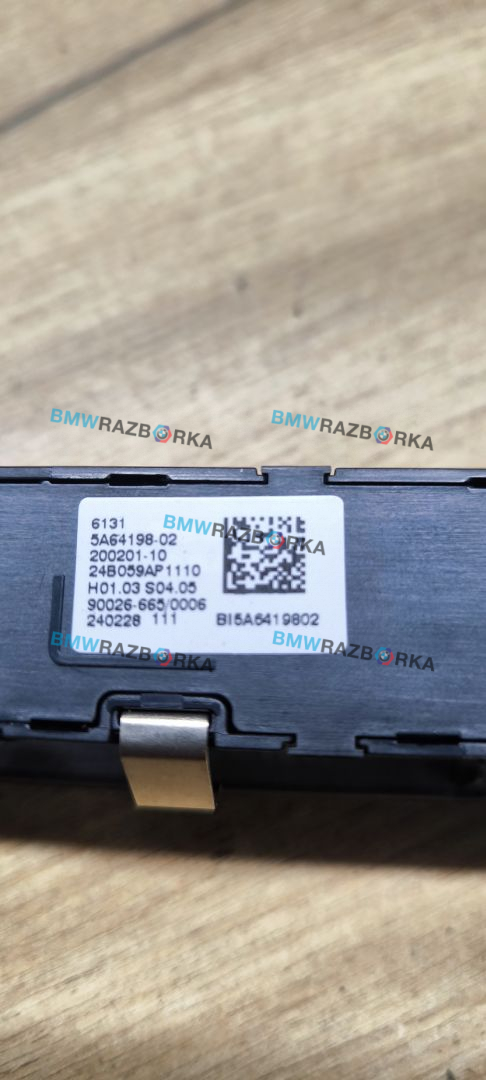 BMWRAZBORKA
BMWRAZBORKA
6131
BMWRAZBORKA
5A64198-02
200201-10
24B059AP1110
H01.03 S04.05
90026-665/0006
240228 111
BI5A6419802
BMWRAZBORKA
BMWRAZBORKA